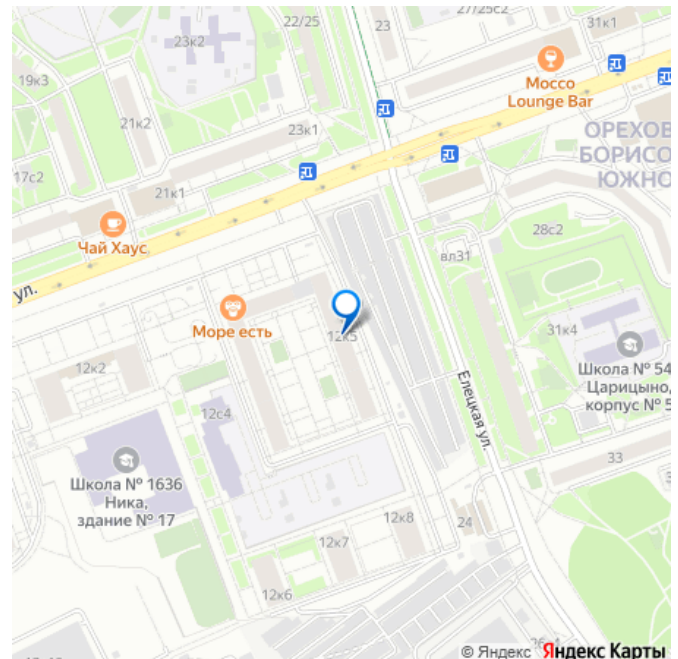 22/25
23
27/25с2
31к1
23к2
Mocco
Lounge Bar
19к3
21к2
23к1
ОРЕХОВ
БОРИСО
ЮЖНО
17с2
21к1
Чай Хаус
28с2
вл31
ул.
Море есть
12к5
31к4
Школа № 54
Царицыно,
корпус № 5
12к2
12с4
Елецкая ул.
Школа № 1636
Ника,
здание № 17
33
12к8
24
12к7
12к6
© Яндекс Яндекс Карты